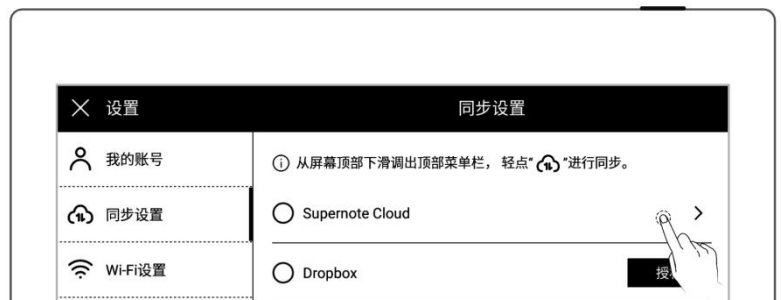 设置
同步设置
我的账号
从屏幕顶部下滑调出顶部菜单栏， 轻点“ ”进行同步。
同步设置
Supernote Cloud
Wi-Fi设置
Dropbox
授